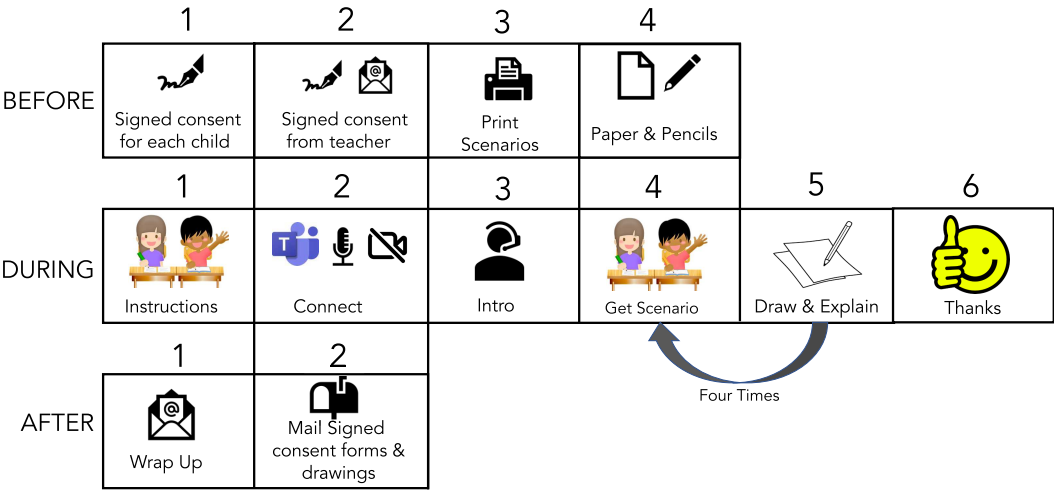 1 2 3 4
BEFORE
Signed consent
for each child
Signed consent
from teacher
Print
Scenarios
Paper & Pencils
1 2 3 4 5 6
DURING
T
Instructions
Connect
Intro
Get Scenario
Draw & Explain
Thanks
Four Times
1 2
AFTER
@
Wrap Up
Mail Signed
consent forms &
drawings